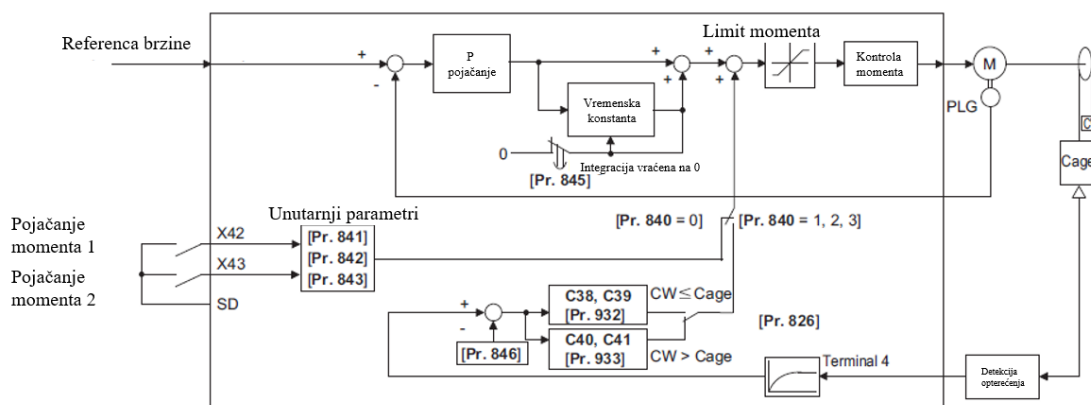 Referenca brzine
+
-
P
pojačanje
Vremenska
konstanta
0
Integracija vraćena na 0
[Pr. 845]
+
+
+
+
Limit momenta
Kontrola
momenta
M
PLG
C
Cage
Unutarnji parametri
Pojačanje
momenta 1
Pojačanje
momenta 2
X42
X43
SD
[Pr. 841]
[Pr. 842]
[Pr. 843]
[Pr. 840 = 0]
[Pr. 840 = 1, 2, 3]
+
-
[Pr. 846]
C38, C39
[Pr. 932]
CW ≤ Cage
C40, C41
[Pr. 933]
CW > Cage
[Pr. 826]
Terminal 4
Detekcija
opterećenja